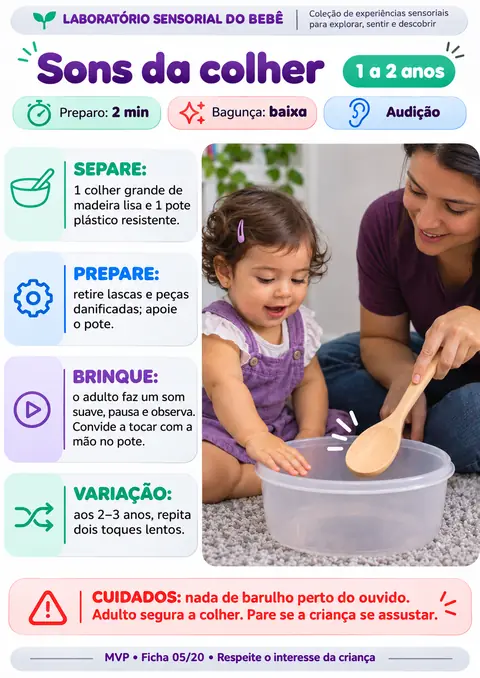 LABORATÓRIO SENSORIAL DO BEBÊ
Coleção de experiências sensoriais
para explorar, sentir e descobrir
Sons da colher
1 a 2 anos
Preparo: 2 min
Bagunça: baixa
Audição
SEPARE:
1 colher grande de
madeira lisa e 1 pote
plástico resistente.
PREPARE:
retire lascas e peças
danificadas; apoie
o pote.
BRINQUE:
o adulto faz um som
suave, pausa e observa.
Convide a tocar com a
mão no pote.
VARIAÇÃO:
aos 2–3 anos, repita
dois toques lentos.
CUIDADOS: nada de barulho perto do ouvido.
Adulto segura a colher. Pare se a criança se assustar.
MVP • Ficha 05/20 • Respeite o interesse da criança